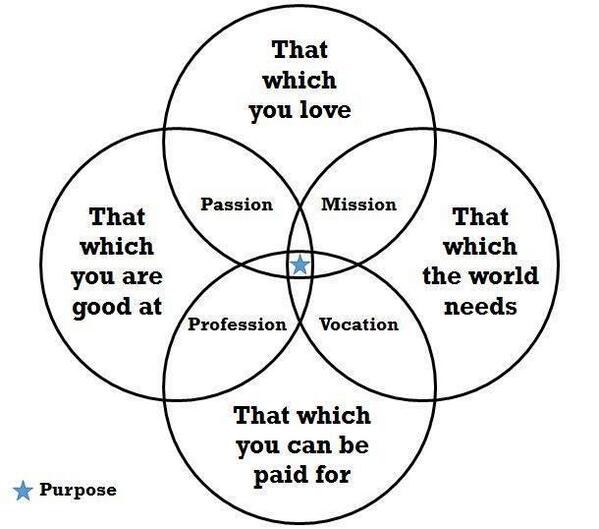 That
which
you love
Passion
Mission
That
which
you are
good at
That
which
the world
needs
Profession
Vocation
That which
you can be
paid for
Purpose